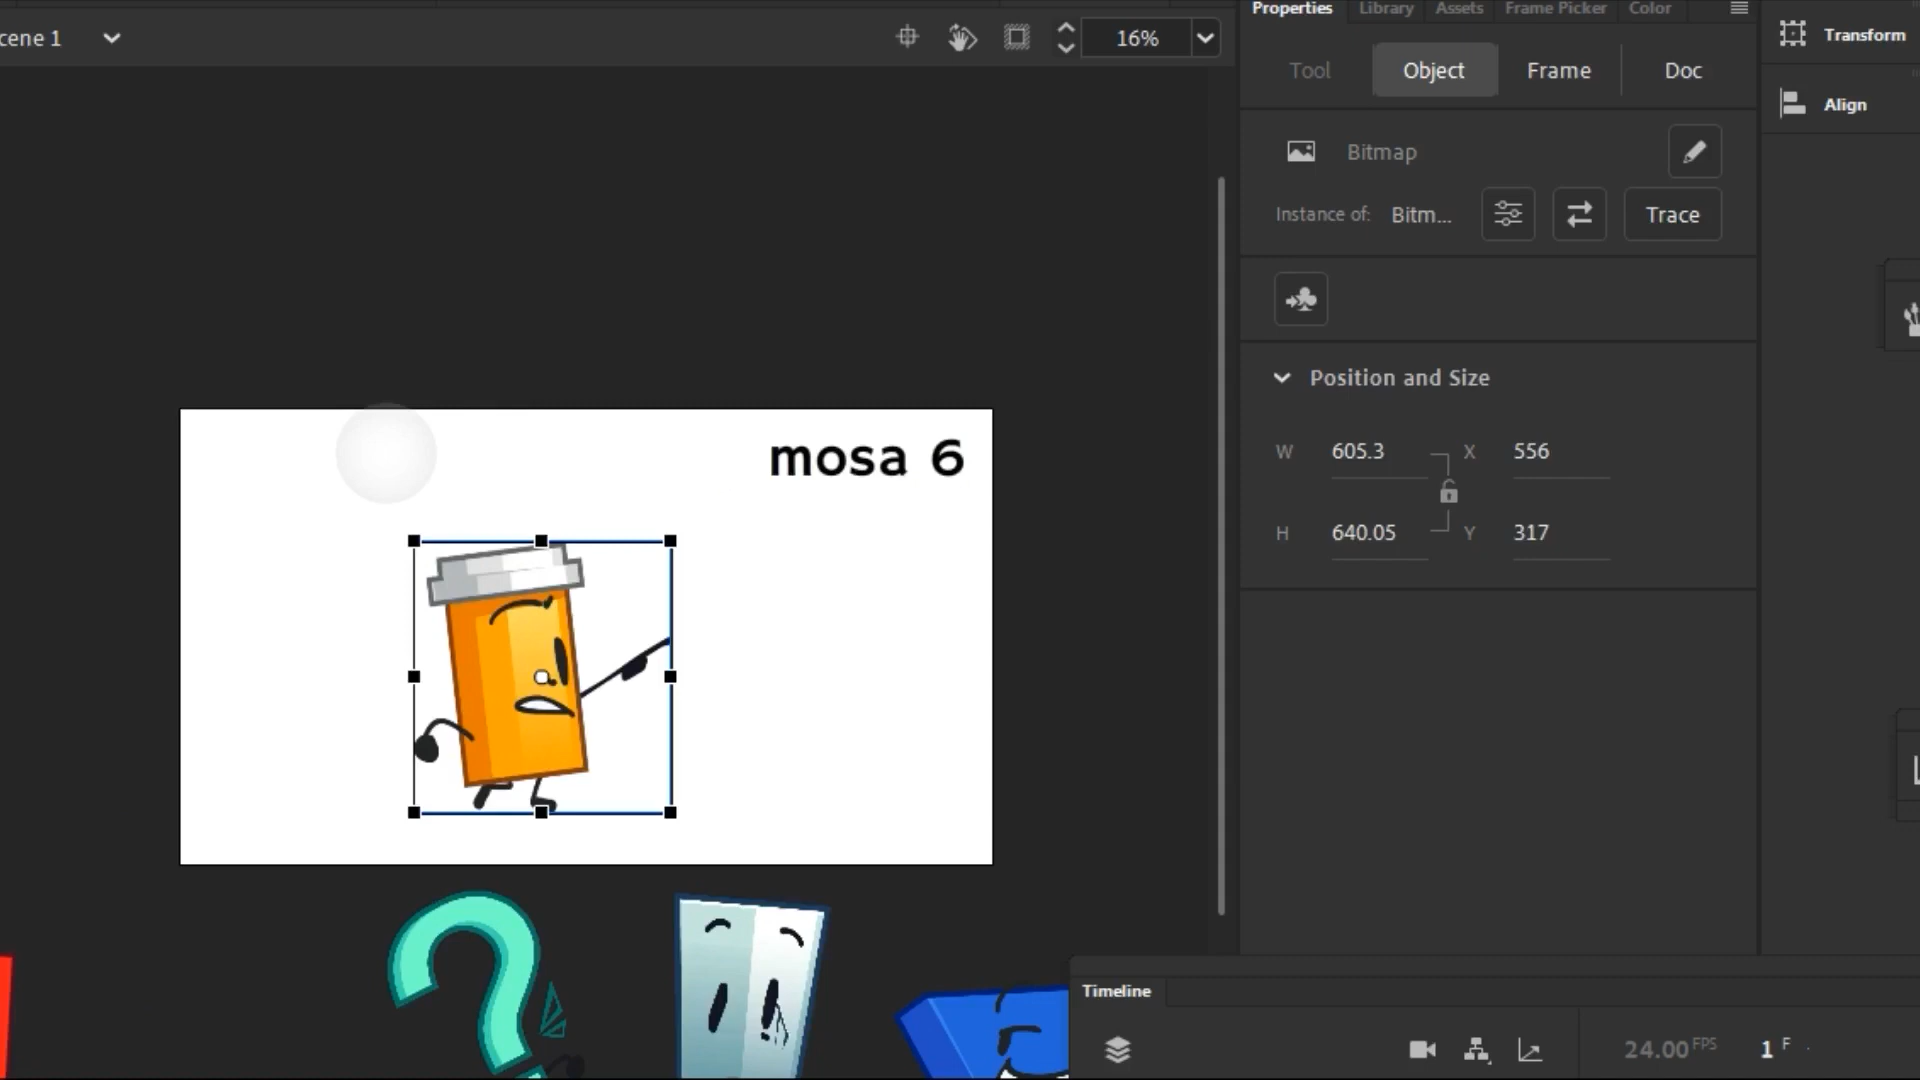 cene 1
16%
Properties Library Assets Frame Picker Color
Tool Object Frame Doc
Bitmap
Instance of: Bitm... Trace
Position and Size
W 605.3 X 556
H 640.05 Y 317
Transform
Align
mosa 6
Timeline
24.00 FPS 1 F